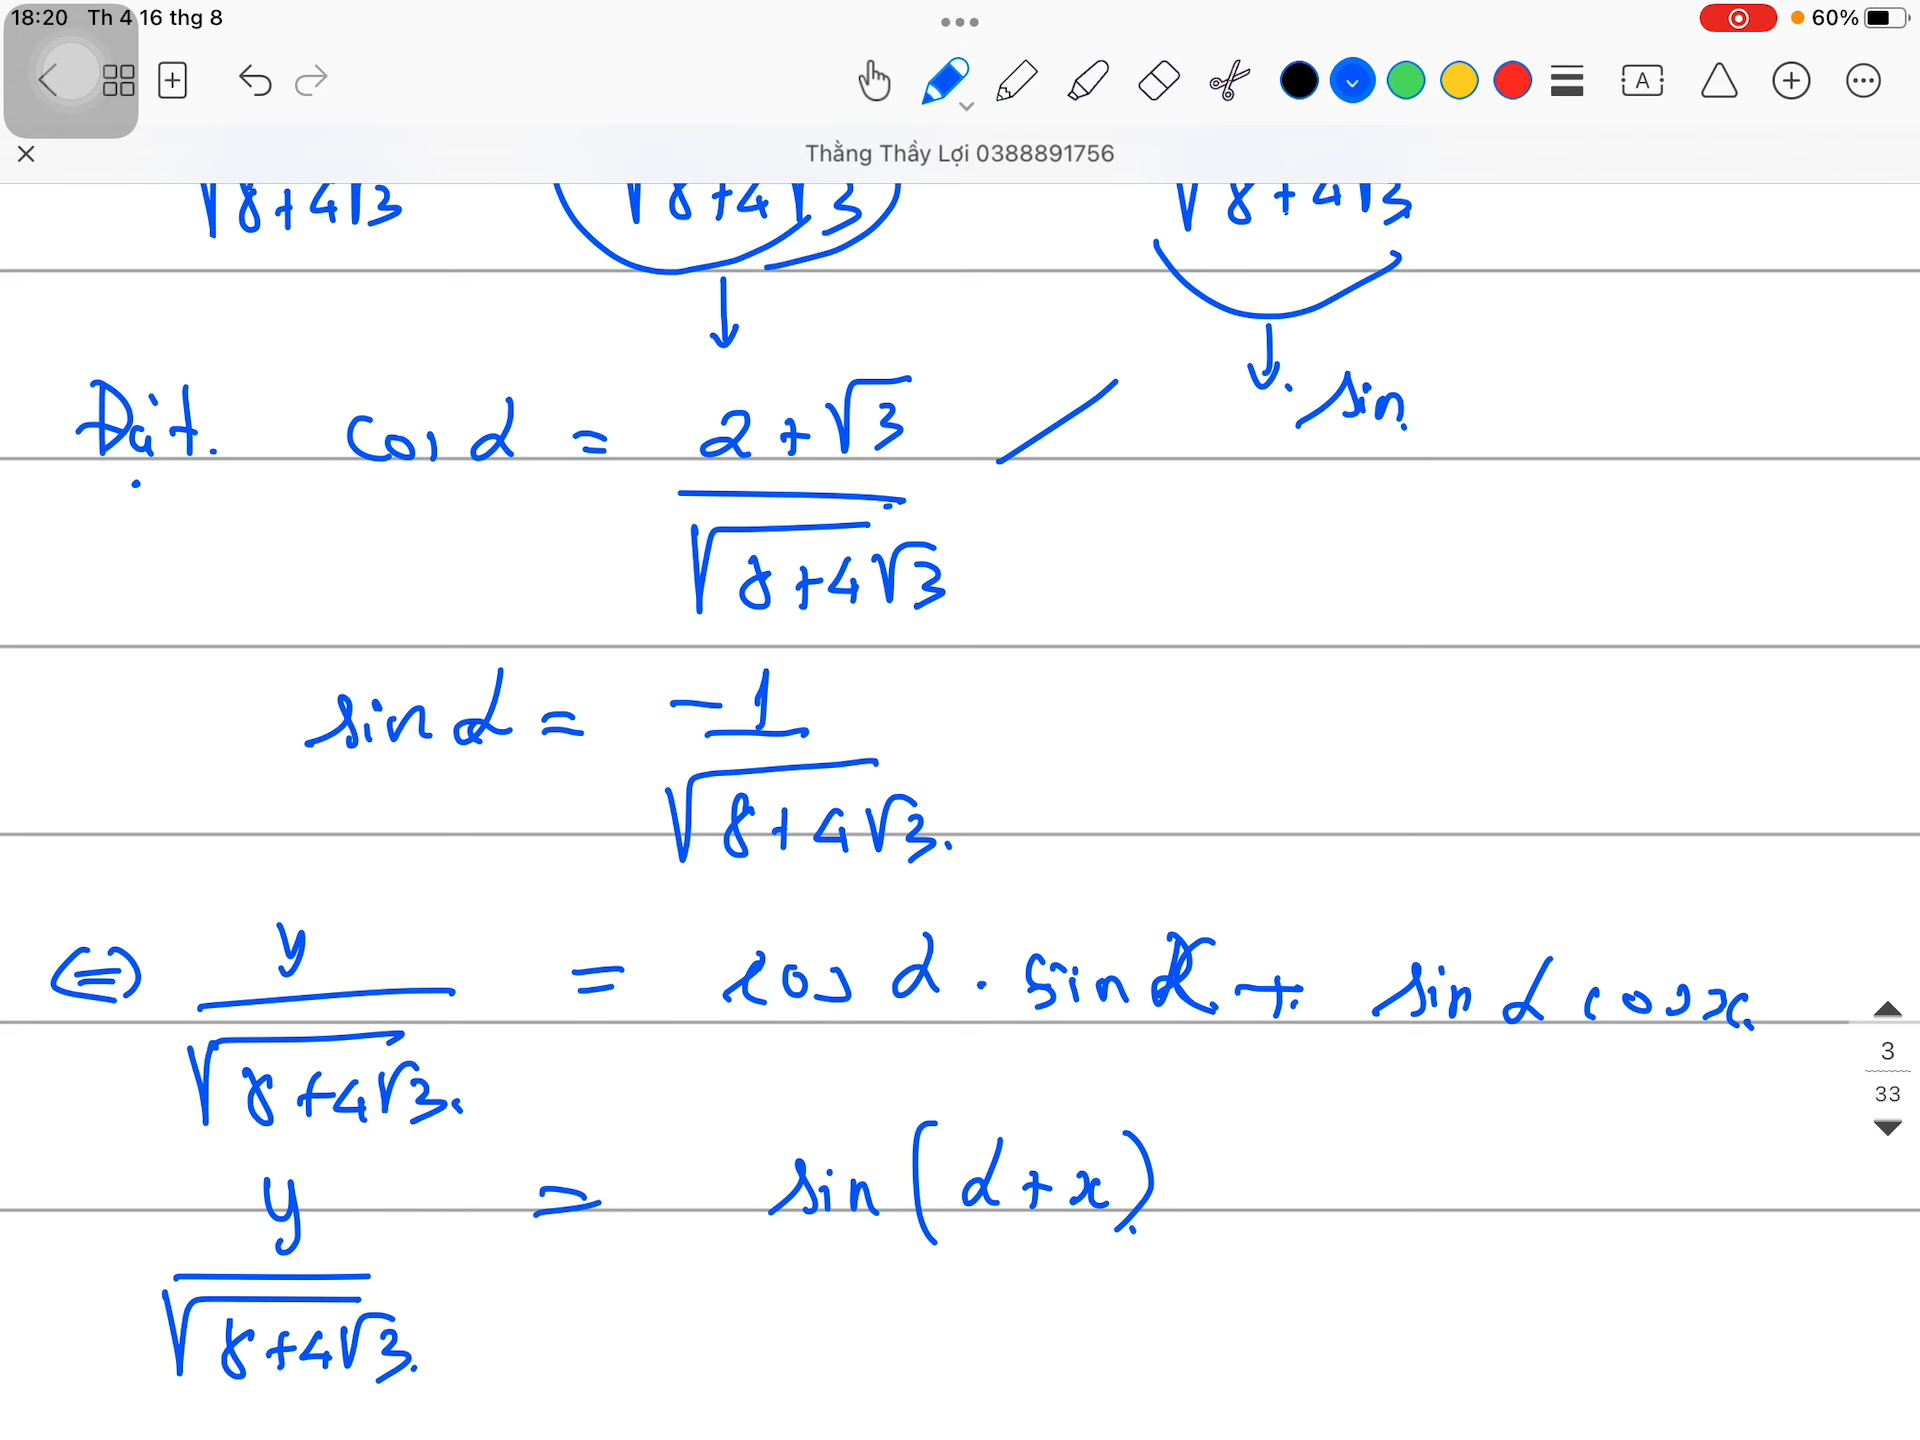 18:20 Th 4 16 thg 8
60%
A
Thằng Thầy Lợi 0388891756
√8+4√3 √8+4√3 √8+4√3
sin
Đặt. cos α = 2+√3
√8+4√3
sin α = -1
√8+4√3.
⇔ y = cos α . sin x + sin α cos x.
√8+4√3.
3
33
y = sin(α+x)
√8+4√3.